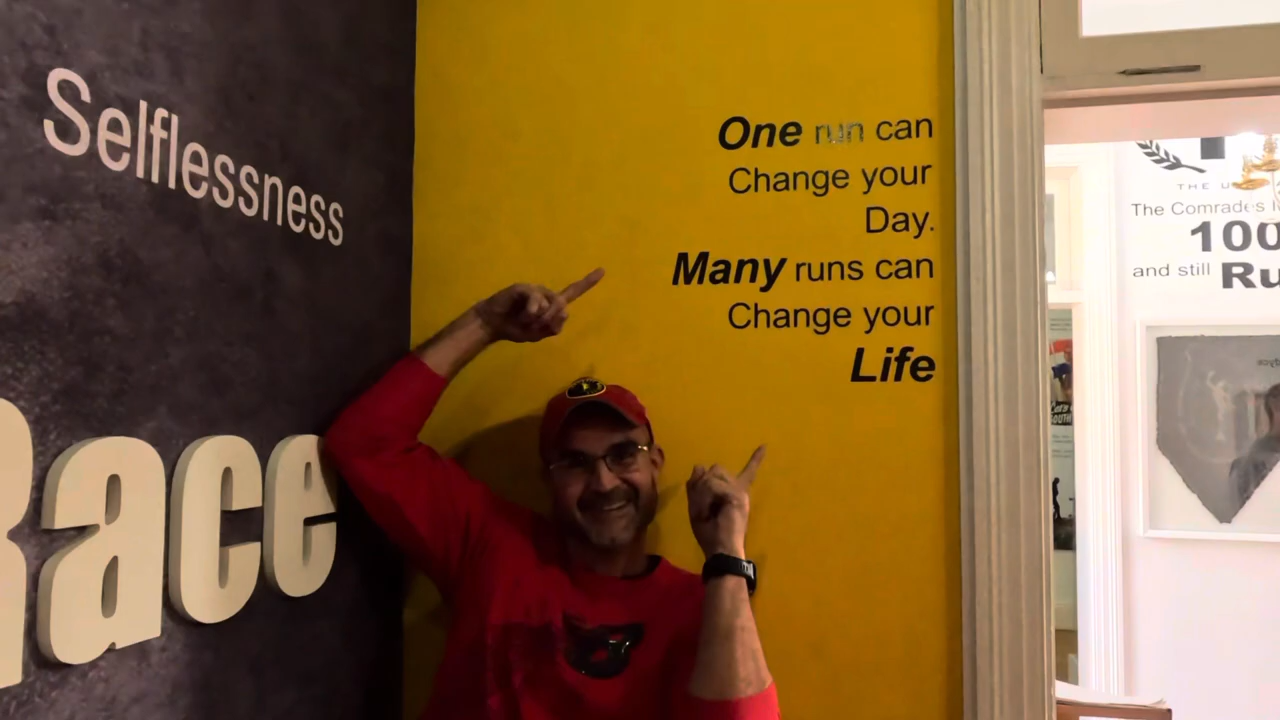 Selflessness
Race
One run can
Change your
Day.
Many runs can
Change your
Life
THE
The Comrades
100
and still